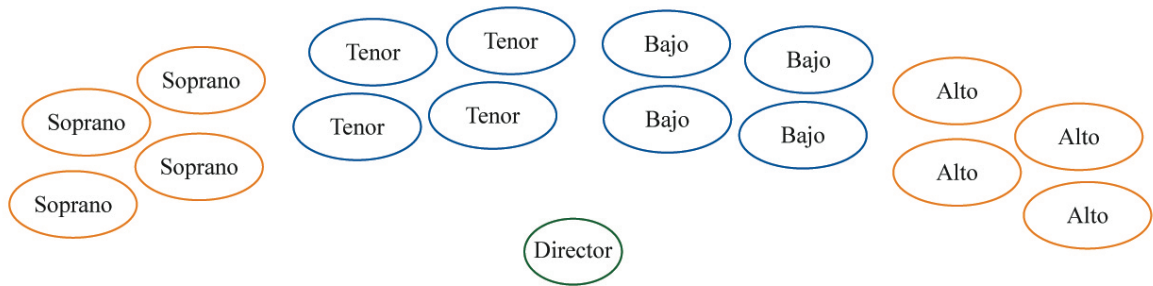 Soprano
Soprano
Soprano
Soprano
Tenor
Tenor
Tenor
Tenor
Bajo
Bajo
Bajo
Bajo
Alto
Alto
Alto
Alto
Director